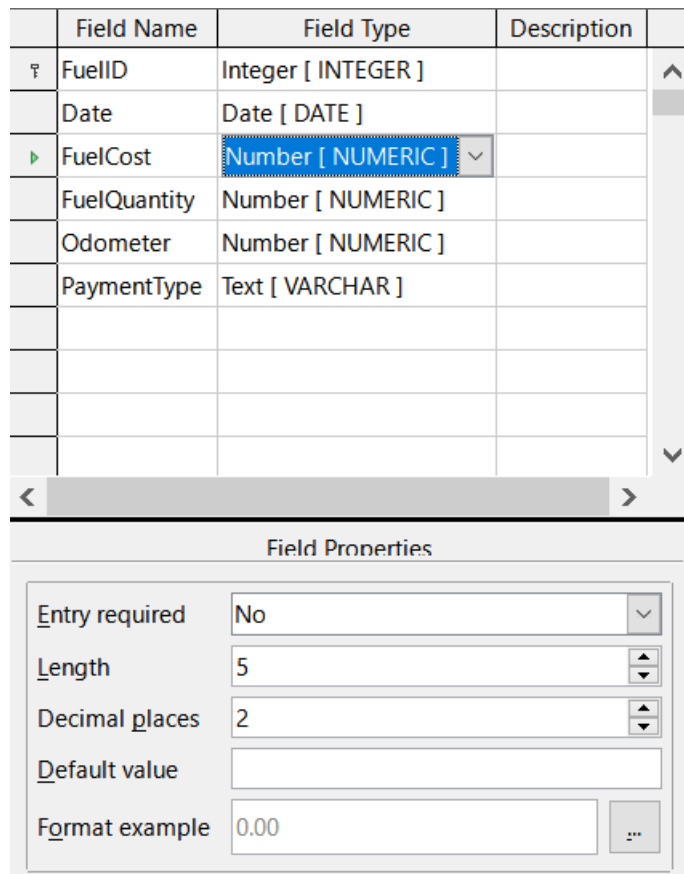 Field Name Field Type Description
FuelID Integer [ INTEGER ]
Date Date [ DATE ]
FuelCost Number [ NUMERIC ]
FuelQuantity Number [ NUMERIC ]
Odometer Number [ NUMERIC ]
PaymentType Text [ VARCHAR ]
Field Properties
Entry required No
Length 5
Decimal places 2
Default value
Format example 0.00 ...